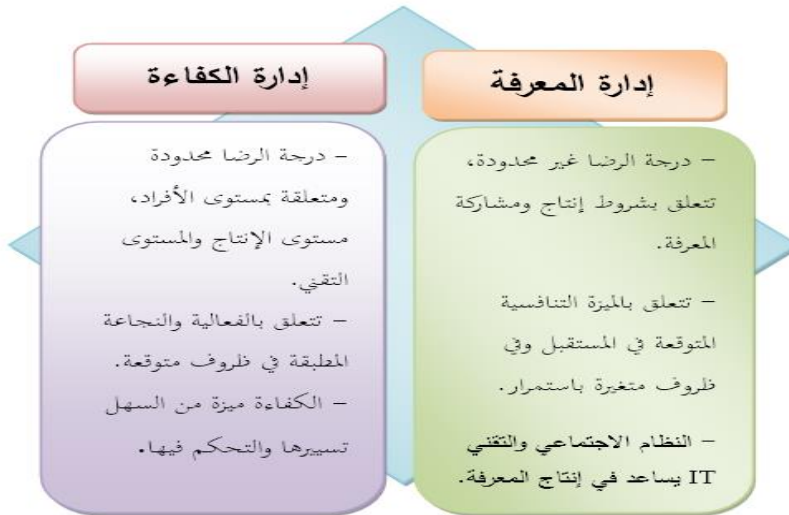 إدارة المعرفة
– درجة الرضا غير محدودة،
تتعلق بشروط إنتاج ومشاركة
المعرفة.
– تتعلق بالميزة التنافسية
المتوقعة في المستقبل وفي
ظروف متغيرة باستمرار.
– النظام الاجتماعي والتقني
IT يساعد في إنتاج المعرفة.
إدارة الكفاءة
– درجة الرضا محدودة
ومتعلقة بمستوى الأفراد،
مستوى الإنتاج والمستوى
التقني.
– تتعلق بالفعالية والنجاعة
المطبقة في ظروف متوقعة.
– الكفاءة ميزة من السهل
تسييرها والتحكم فيها.